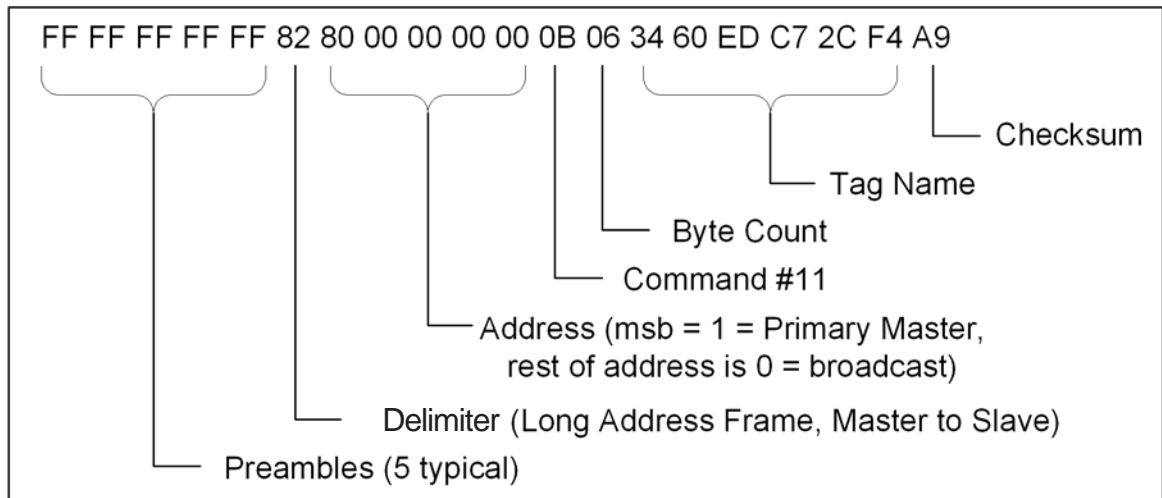 FF FF FF FF FF 82 80 00 00 00 00 0B 06 34 60 ED C7 2C F4 A9
Checksum
Tag Name
Byte Count
Command #11
Address (msb = 1 = Primary Master,
rest of address is 0 = broadcast)
Delimiter (Long Address Frame, Master to Slave)
Preambles (5 typical)